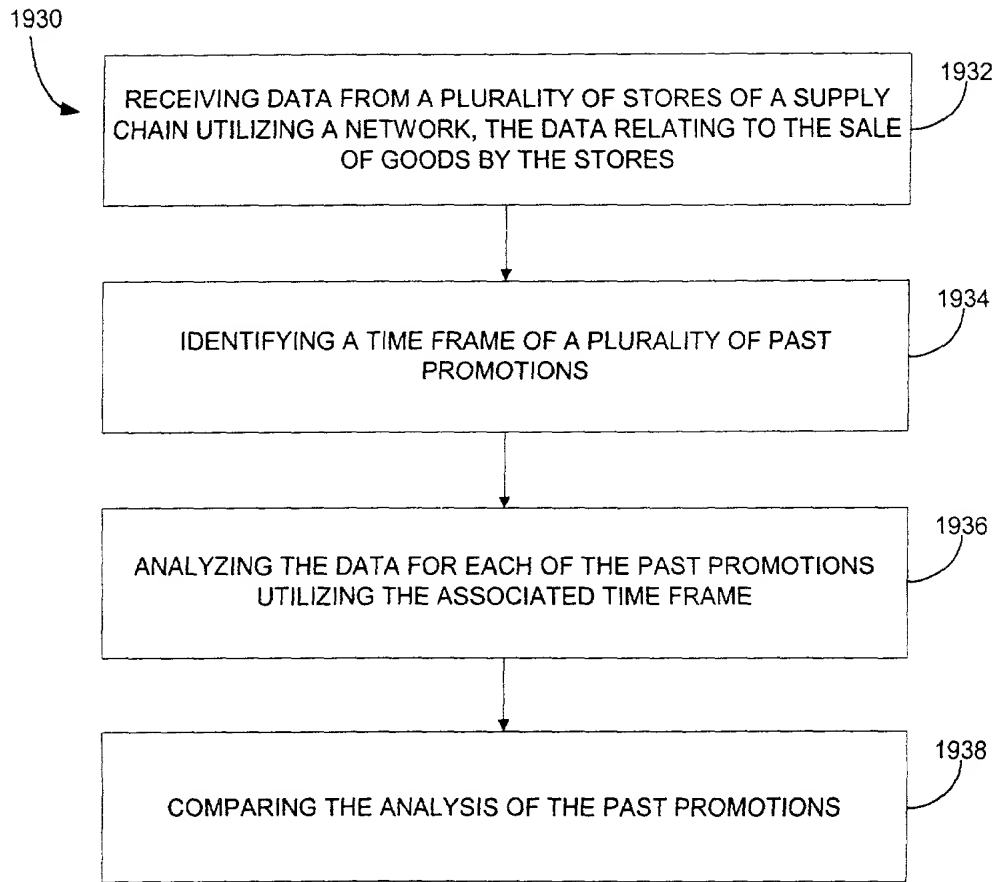 1930
1932
RECEIVING DATA FROM A PLURALITY OF STORES OF A SUPPLY
CHAIN UTILIZING A NETWORK, THE DATA RELATING TO THE SALE
OF GOODS BY THE STORES
1934
IDENTIFYING A TIME FRAME OF A PLURALITY OF PAST
PROMOTIONS
1936
ANALYZING THE DATA FOR EACH OF THE PAST PROMOTIONS
UTILIZING THE ASSOCIATED TIME FRAME
1938
COMPARING THE ANALYSIS OF THE PAST PROMOTIONS